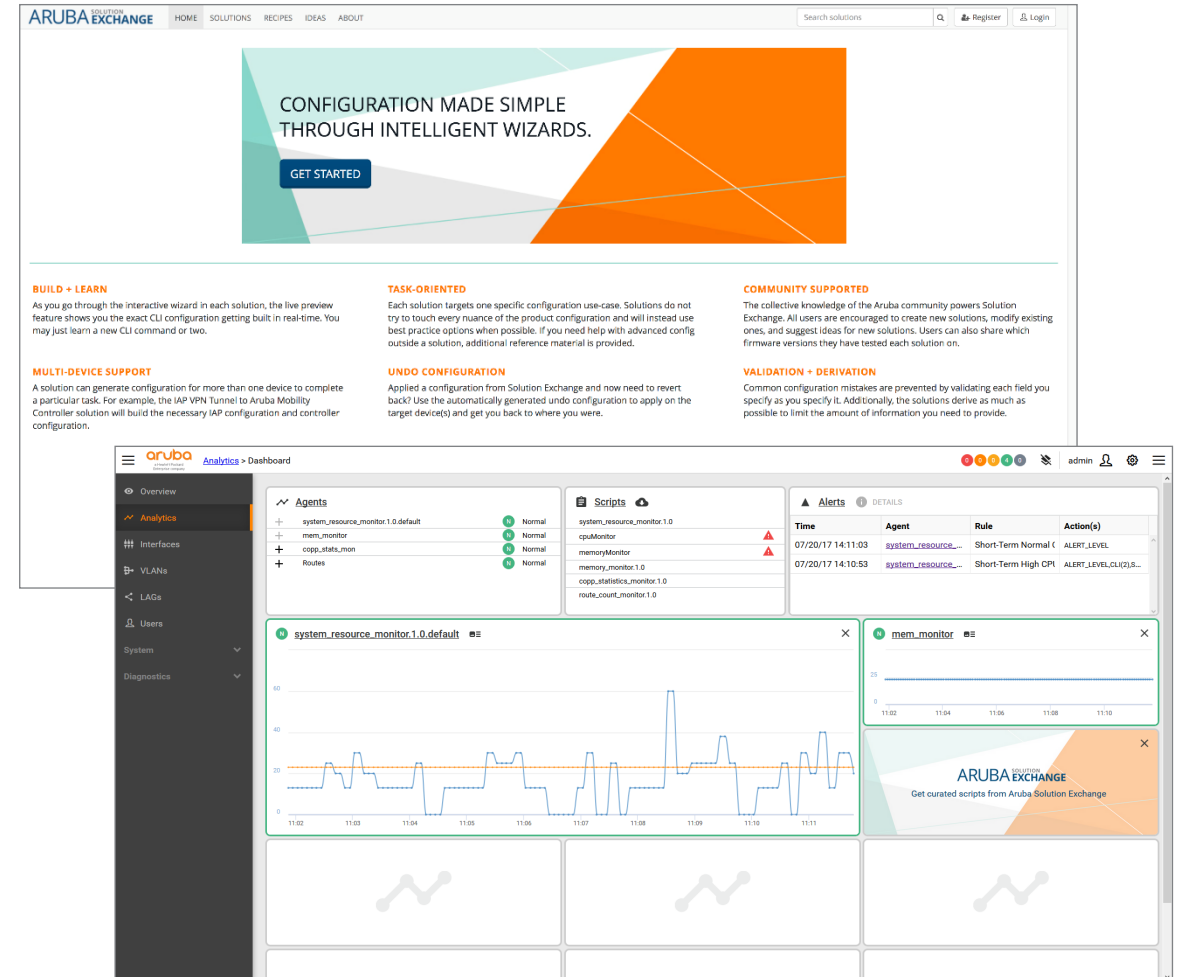 ARUBA SOLUTION EXCHANGE
HOME SOLUTIONS RECIPES IDEAS ABOUT
Search solutions
Register
Login
CONFIGURATION MADE SIMPLE
THROUGH INTELLIGENT WIZARDS.
GET STARTED
BUILD + LEARN
As you go through the interactive wizard in each solution, the live preview
feature shows you the exact CLI configuration getting built in real-time. You
may just learn a new CLI command or two.
TASK-ORIENTED
Each solution targets one specific configuration use-case. Solutions do not
try to touch every nuance of the product configuration and will instead use
best practice options when possible. If you need help with advanced config
outside a solution, additional reference material is provided.
COMMUNITY SUPPORTED
The collective knowledge of the Aruba community powers Solution
Exchange. All users are encouraged to create new solutions, modify existing
ones, and suggest ideas for new solutions. Users can also share which
firmware versions they have tested each solution on.
MULTI-DEVICE SUPPORT
A solution can generate configuration for more than one device to complete
a particular task. For example, the IAP VPN Tunnel to Aruba Mobility
Controller solution will build the necessary IAP configuration and controller
configuration.
UNDO CONFIGURATION
Applied a configuration from Solution Exchange and now need to revert
back? Use the automatically generated undo configuration to apply on the
target device(s) and get you back to where you were.
VALIDATION + DERIVATION
Common configuration mistakes are prevented by validating each field you
specify as you specify it. Additionally, the solutions derive as much as
possible to limit the amount of information you need to provide.
aruba
a Hewlett Packard
Enterprise company
Analytics > Dashboard
0 0 0 4 0
admin
Overview
Analytics
Interfaces
VLANs
LAGs
Users
System
Diagnostics
Agents
system_resource_monitor.1.0.default N Normal
mem_monitor N Normal
copp_stats_mon N Normal
Routes N Normal
Scripts
system_resource_monitor.1.0
cpuMonitor
memoryMonitor
memory_monitor.1.0
copp_statistics_monitor.1.0
route_count_monitor.1.0
Alerts DETAILS
Time Agent Rule Action(s)
07/20/17 14:11:03 system_resource_... Short-Term Normal ( ALERT_LEVEL
07/20/17 14:10:53 system_resource_... Short-Term High CPU ALERT_LEVEL,CLI(2),S...
N system_resource_monitor.1.0.default
60
40
20
0
11:02 11:03 11:04 11:05 11:06 11:07 11:08 11:09 11:10 11:11
N mem_monitor
25
0
11:02 11:04 11:06 11:08 11:10
ARUBA SOLUTION EXCHANGE
Get curated scripts from Aruba Solution Exchange